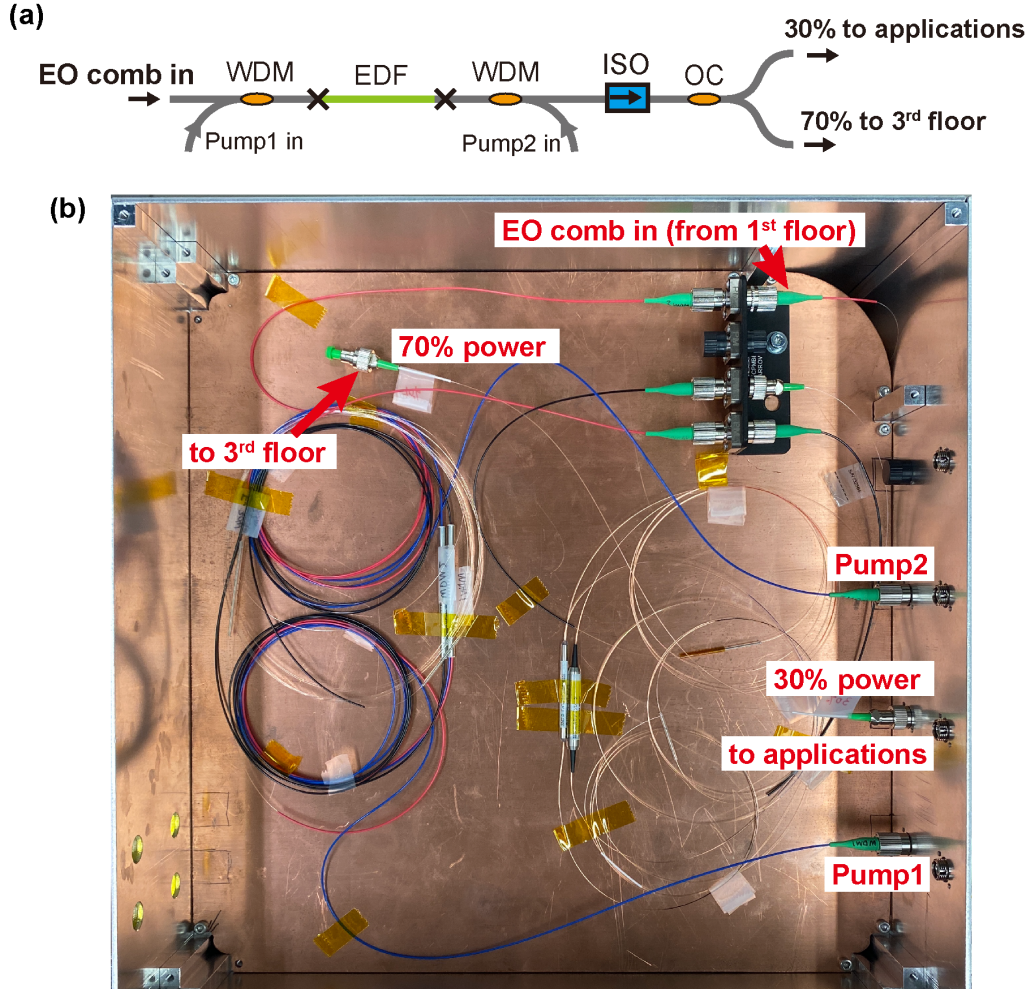 (a)
30% to applications
EO comb in
WDM
EDF
WDM
ISO
OC
Pump1 in
Pump2 in
70% to 3rd floor
(b)
EO comb in (from 1st floor)
70% power
to 3rd floor
Pump2
30% power
to applications
WDM1
Pump1